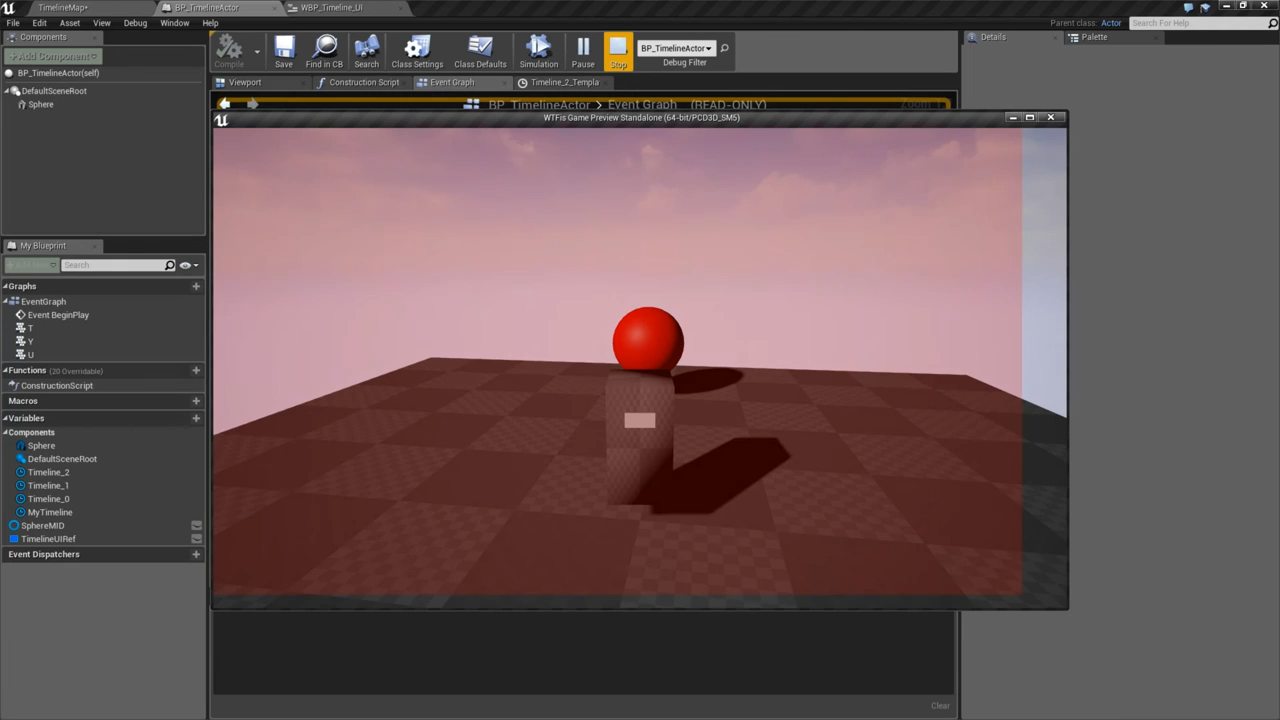 TimelineMap*
BP_TimelineActor
WBP_Timeline_UI
File Edit Asset View Debug Window Help
Parent class: Actor
Search For Help
Components
+Add Component
BP_TimelineActor(self)
DefaultSceneRoot
Sphere
Compile
Save
Find in CB
Search
Class Settings
Class Defaults
Simulation
Pause
Stop
BP_TimelineActor
Debug Filter
Details
Palette
Viewport
Construction Script
Event Graph
Timeline_2_Templa
BP_TimelineActor > Event Graph (READ-ONLY)
WTFis Game Preview Standalone (64-bit/PCD3D_SM5)
My Blueprint
Search
Graphs
EventGraph
Event BeginPlay
T
Y
U
Functions (20 Overridable)
ConstructionScript
Macros
Variables
Components
Sphere
DefaultSceneRoot
Timeline_2
Timeline_1
Timeline_0
MyTimeline
SphereMID
TimelineUIRef
Event Dispatchers
Clear